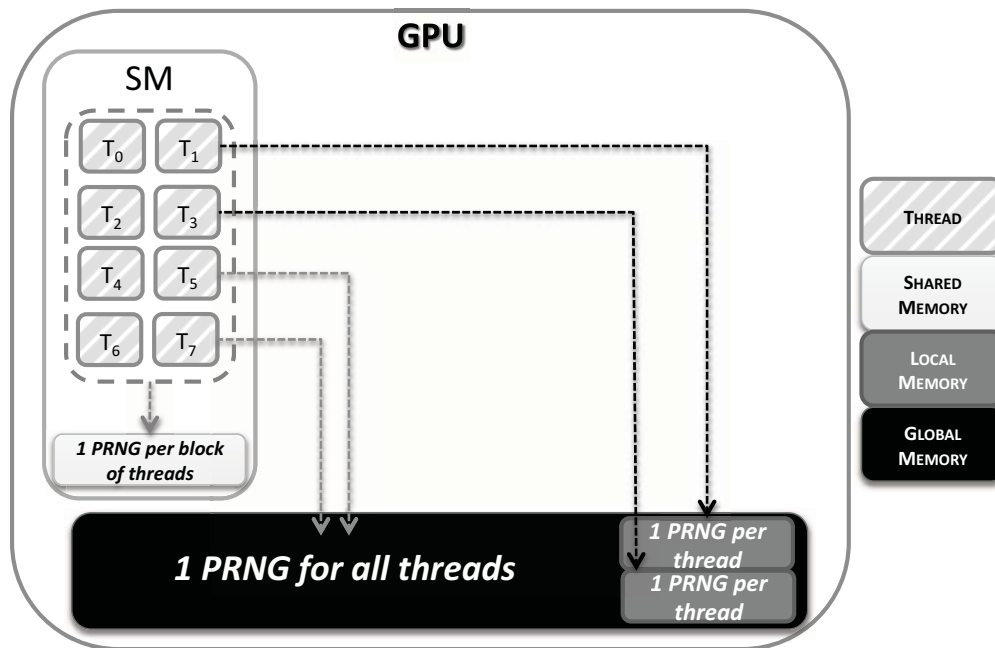 GPU
SM
T0 T1
T2 T3
T4 T5
T6 T7
1 PRNG per block
of threads
1 PRNG for all threads
1 PRNG per
thread
1 PRNG per
thread
THREAD
SHARED
MEMORY
LOCAL
MEMORY
GLOBAL
MEMORY